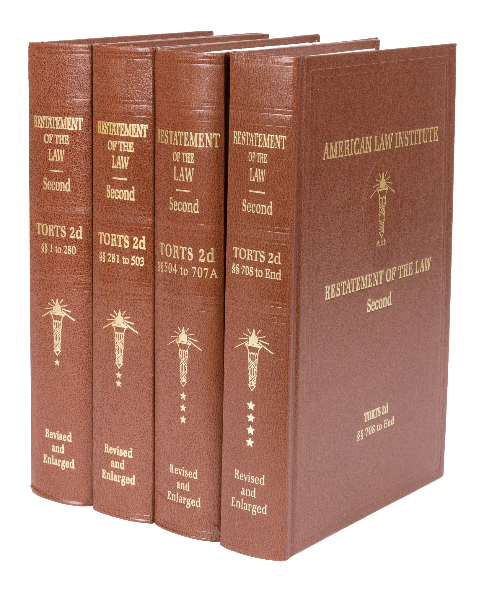 RESTATEMENT
OF THE
LAW
Second
TORTS 2d
§§ 1 to 280
Revised
and
Enlarged
RESTATEMENT
OF THE
LAW
Second
TORTS 2d
§§ 281 to 503
Revised
and
Enlarged
RESTATEMENT
OF THE
LAW
Second
TORTS 2d
§§ 504 to 707A
Revised
and
Enlarged
RESTATEMENT
OF THE
LAW
Second
TORTS 2d
§§ 708 to End
Revised
and
Enlarged
AMERICAN LAW INSTITUTE
RESTATEMENT OF THE LAW
Second
TORTS 2d
§§ 708 to End